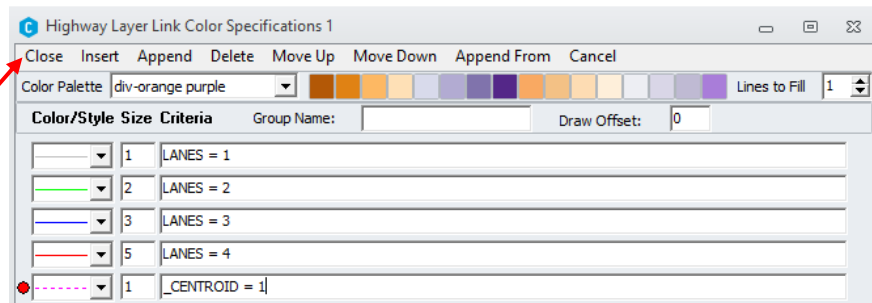 Highway Layer Link Color Specifications 1
Close Insert Append Delete Move Up Move Down Append From Cancel
Color Palette div-orange purple Lines to Fill 1
Color/Style Size Criteria Group Name: Draw Offset: 0
1 LANES = 1
2 LANES = 2
3 LANES = 3
5 LANES = 4
1 _CENTROID = 1